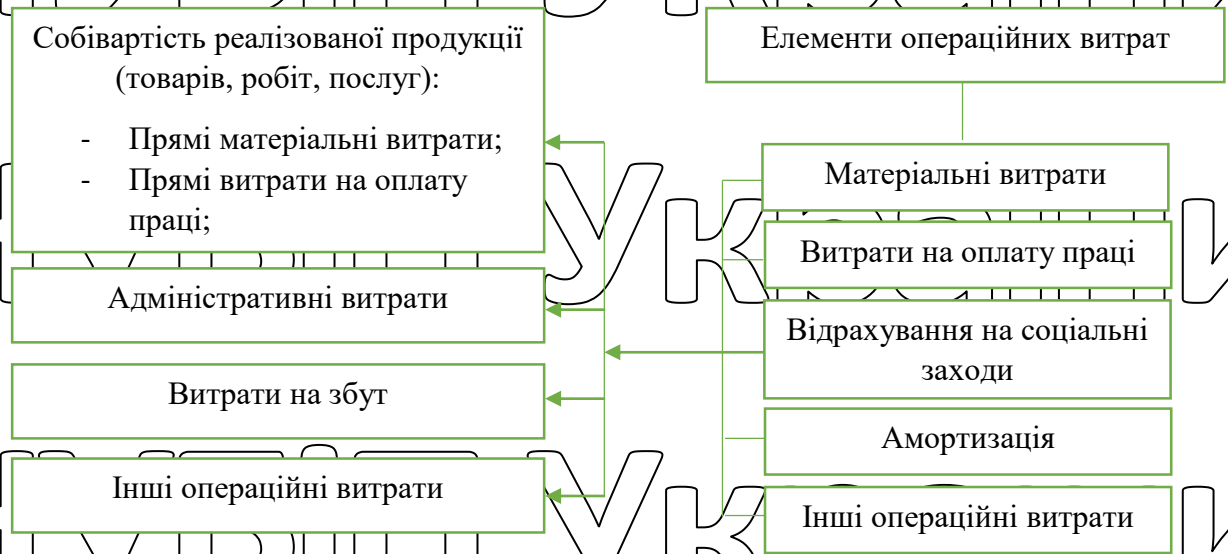 Собівартість реалізованої продукції
(товарів, робіт, послуг):
- Прямі матеріальні витрати;
- Прямі витрати на оплату
праці;
Адміністративні витрати
Витрати на збут
Інші операційні витрати
Елементи операційних витрат
Матеріальні витрати
Витрати на оплату праці
Відрахування на соціальні
заходи
Амортизація
Інші операційні витрати